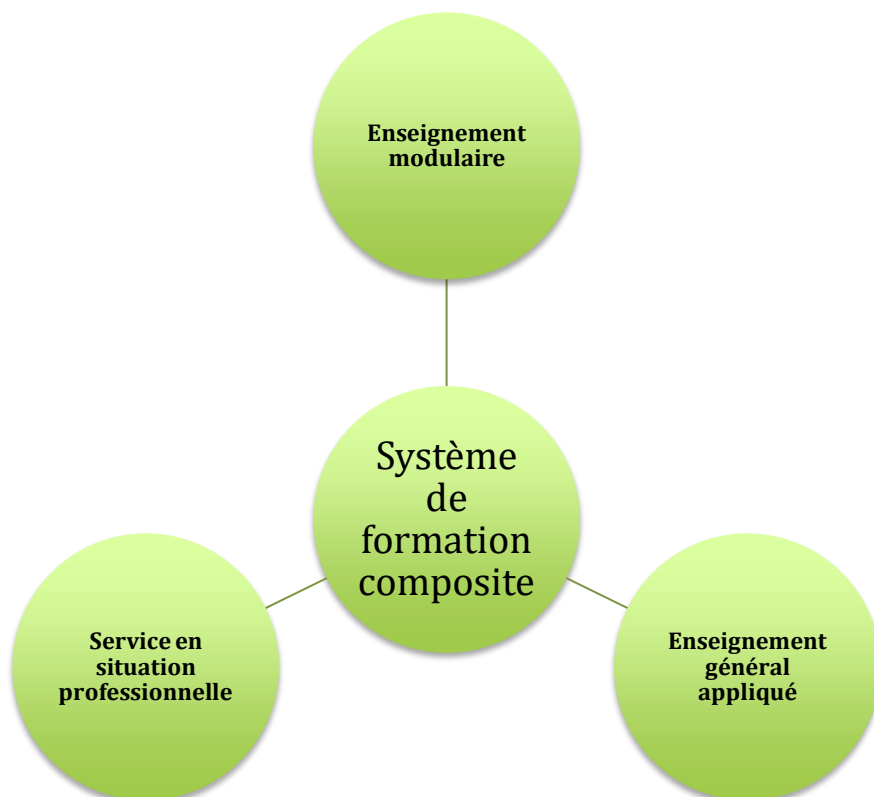 Enseignement
modulaire
Système
de
formation
composite
Service en
situation
professionnelle
Enseignement
général
appliqué